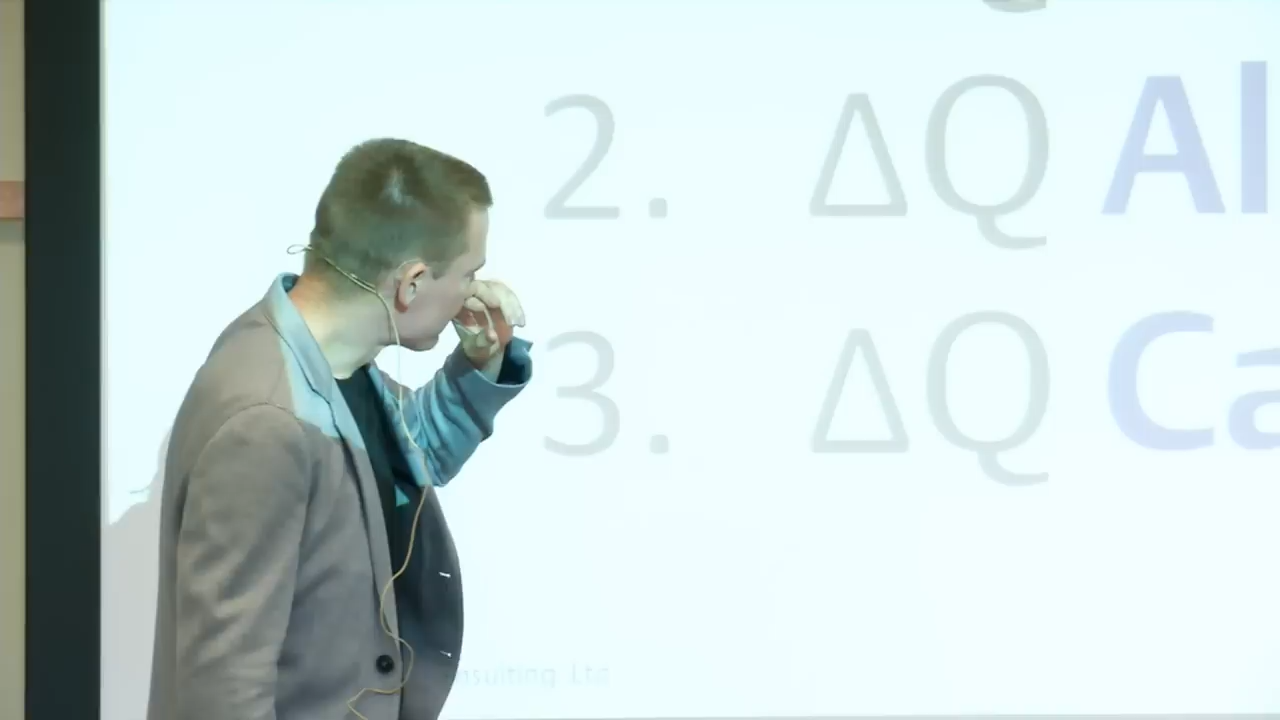 2. ΔQ Al
3. ΔQ Ca
nsulting Ltd